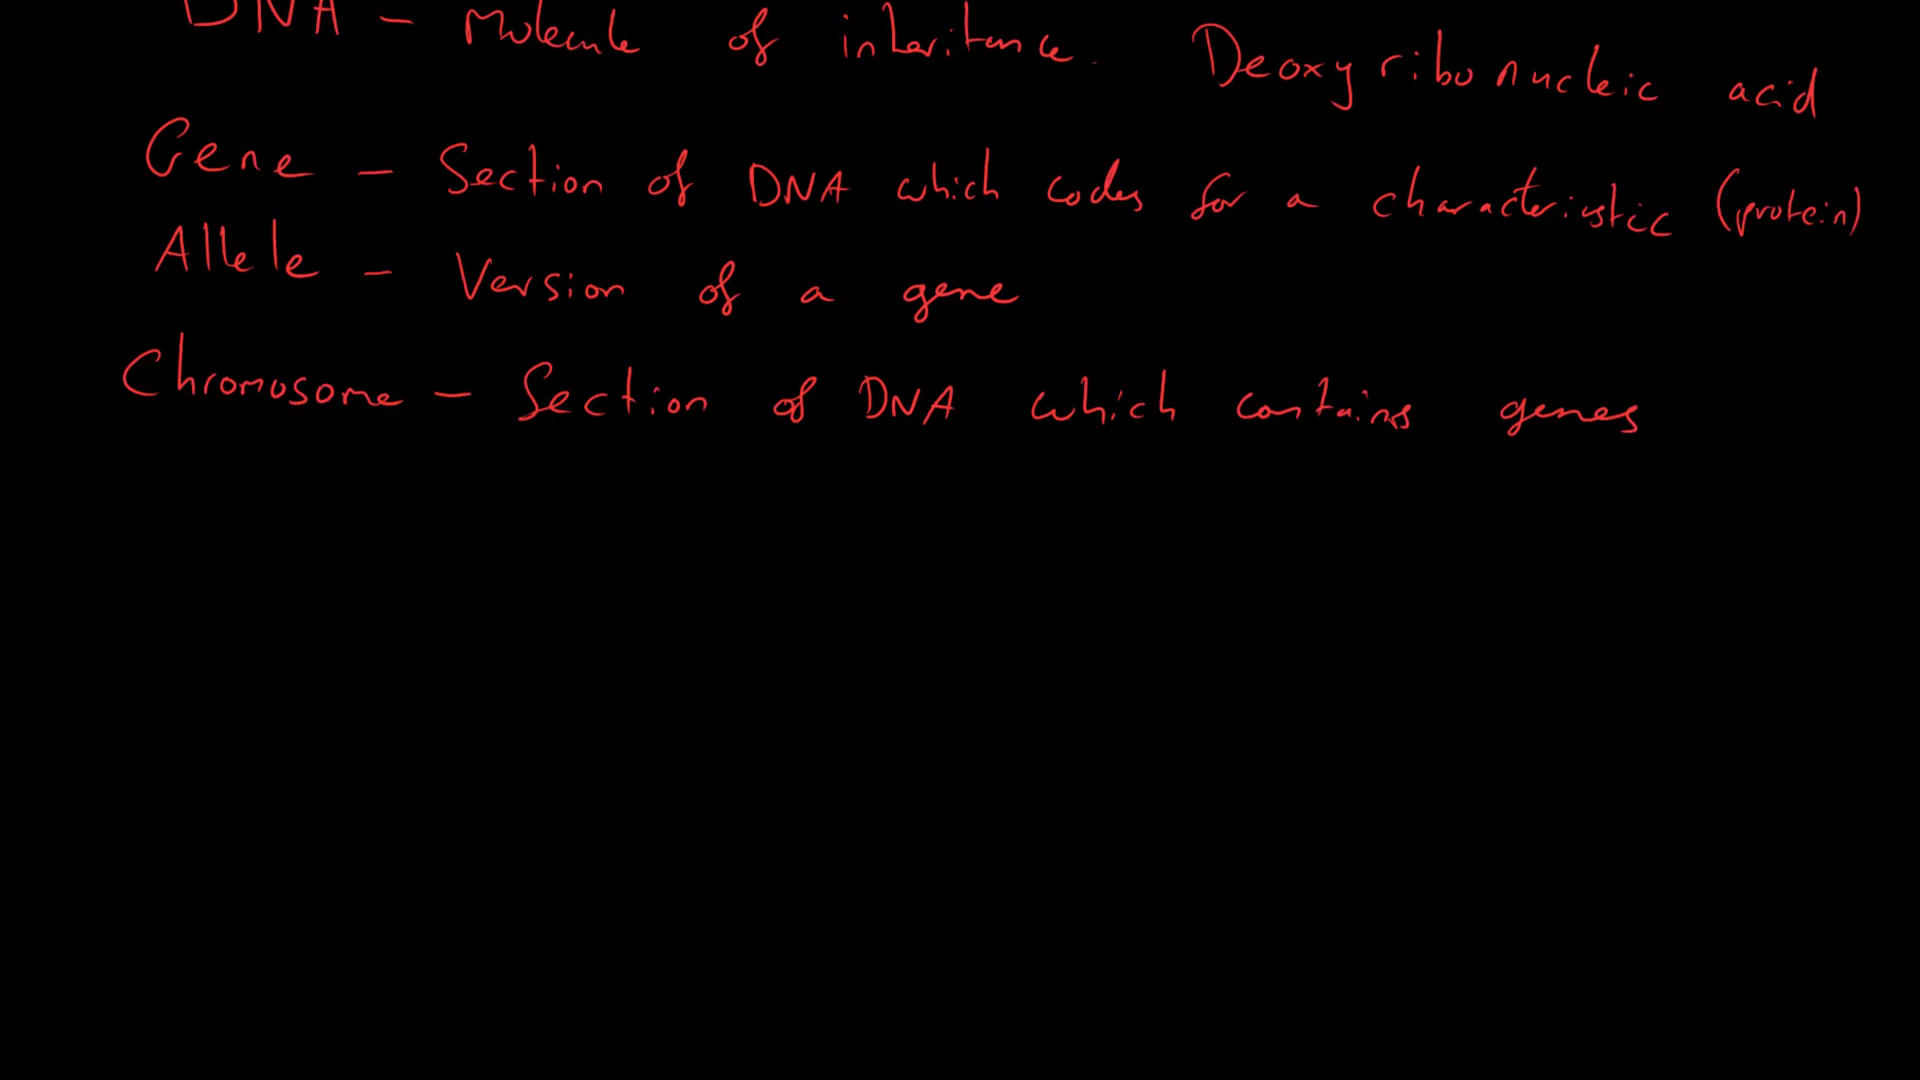 DNA - Molecule of inheritance. Deoxyribonucleic acid
Gene - Section of DNA which codes for a characteristic (protein)
Allele - Version of a gene
Chromosome - Section of DNA which contains genes